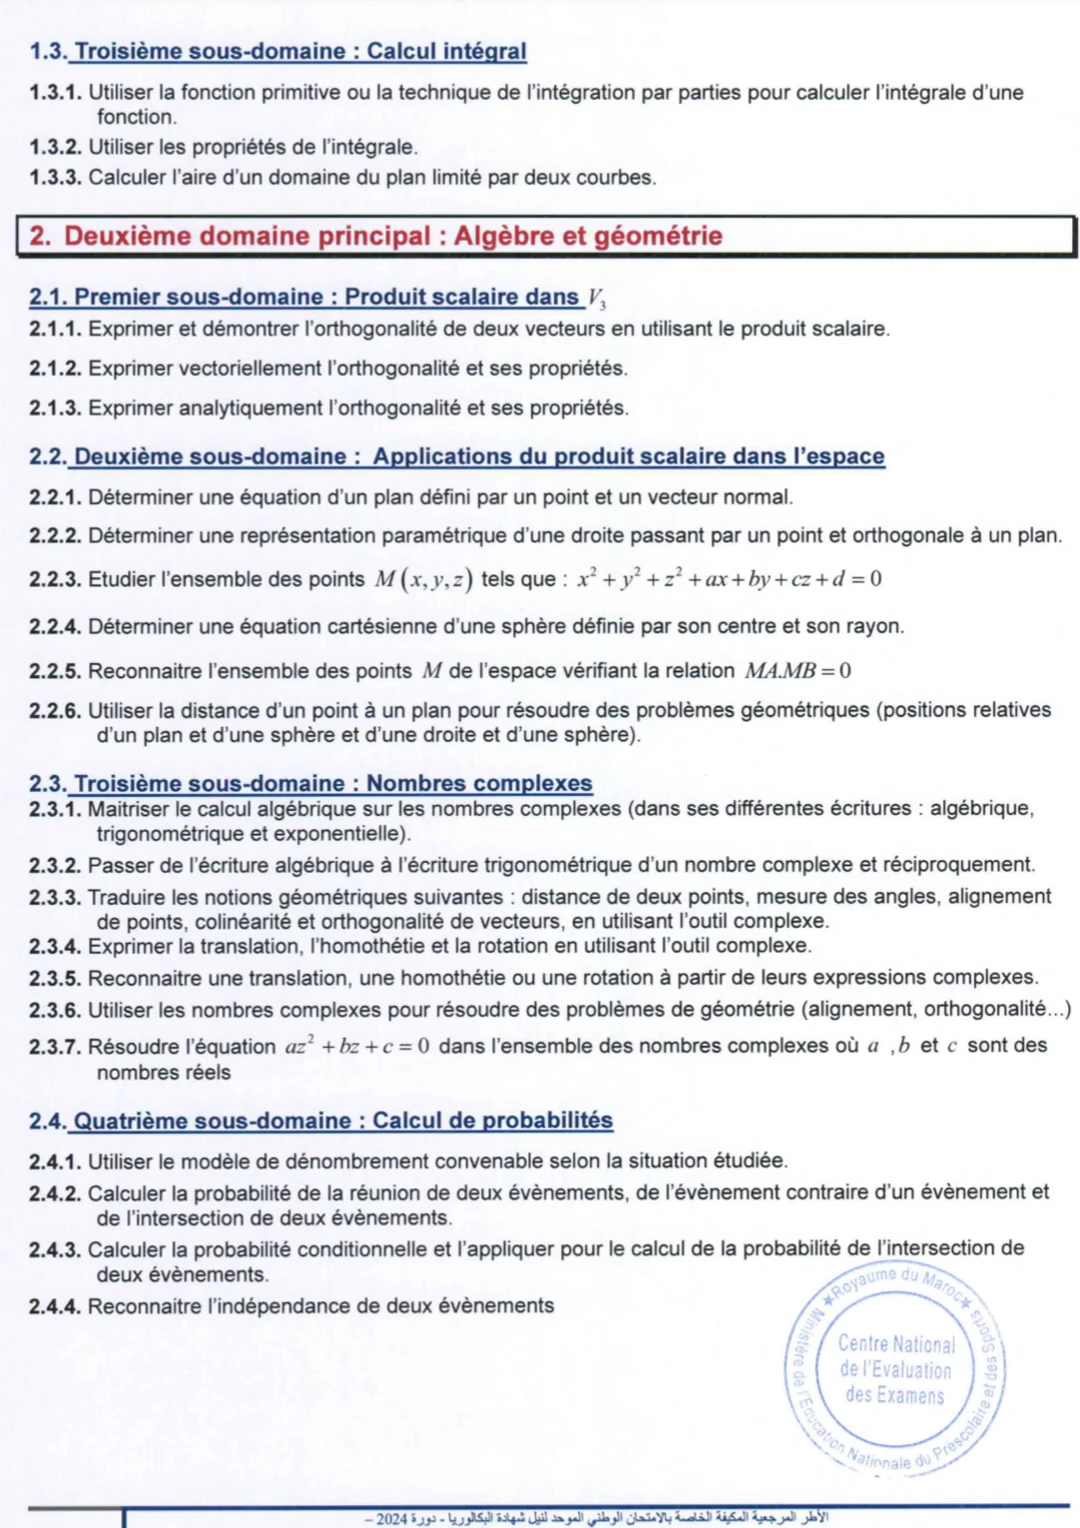 1.3. Troisième sous-domaine : Calcul intégral
1.3.1. Utiliser la fonction primitive ou la technique de l'intégration par parties pour calculer l'intégrale d'une
fonction.
1.3.2. Utiliser les propriétés de l'intégrale.
1.3.3. Calculer l'aire d'un domaine du plan limité par deux courbes.
2. Deuxième domaine principal : Algèbre et géométrie
2.1. Premier sous-domaine : Produit scalaire dans V₃
2.1.1. Exprimer et démontrer l'orthogonalité de deux vecteurs en utilisant le produit scalaire.
2.1.2. Exprimer vectoriellement l'orthogonalité et ses propriétés.
2.1.3. Exprimer analytiquement l'orthogonalité et ses propriétés.
2.2. Deuxième sous-domaine : Applications du produit scalaire dans l'espace
2.2.1. Déterminer une équation d'un plan défini par un point et un vecteur normal.
2.2.2. Déterminer une représentation paramétrique d'une droite passant par un point et orthogonale à un plan.
2.2.3. Etudier l'ensemble des points M(x,y,z) tels que : x² + y² + z² + ax + by + cz + d = 0
2.2.4. Déterminer une équation cartésienne d'une sphère définie par son centre et son rayon.
2.2.5. Reconnaitre l'ensemble des points M de l'espace vérifiant la relation MA.MB = 0
2.2.6. Utiliser la distance d'un point à un plan pour résoudre des problèmes géométriques (positions relatives
d'un plan et d'une sphère et d'une droite et d'une sphère).
2.3. Troisième sous-domaine : Nombres complexes
2.3.1. Maitriser le calcul algébrique sur les nombres complexes (dans ses différentes écritures : algébrique,
trigonométrique et exponentielle).
2.3.2. Passer de l'écriture algébrique à l'écriture trigonométrique d'un nombre complexe et réciproquement.
2.3.3. Traduire les notions géométriques suivantes : distance de deux points, mesure des angles, alignement
de points, colinéarité et orthogonalité de vecteurs, en utilisant l'outil complexe.
2.3.4. Exprimer la translation, l'homothétie et la rotation en utilisant l'outil complexe.
2.3.5. Reconnaitre une translation, une homothétie ou une rotation à partir de leurs expressions complexes.
2.3.6. Utiliser les nombres complexes pour résoudre des problèmes de géométrie (alignement, orthogonalité...)
2.3.7. Résoudre l'équation az² + bz + c = 0 dans l'ensemble des nombres complexes où a ,b et c sont des
nombres réels
2.4. Quatrième sous-domaine : Calcul de probabilités
2.4.1. Utiliser le modèle de dénombrement convenable selon la situation étudiée.
2.4.2. Calculer la probabilité de la réunion de deux évènements, de l'évènement contraire d'un évènement et
de l'intersection de deux évènements.
2.4.3. Calculer la probabilité conditionnelle et l'appliquer pour le calcul de la probabilité de l'intersection de
deux évènements.
2.4.4. Reconnaitre l'indépendance de deux évènements
★Royaume du Maroc★
Ministère de l'Education Nationale du Préscolaire et des Sports
Centre National
de l'Evaluation
des Examens
الأطر المرجعية المكيفة الخاصة بالامتحان الوطني الموحد لنيل شهادة البكالوريا - دورة 2024 –